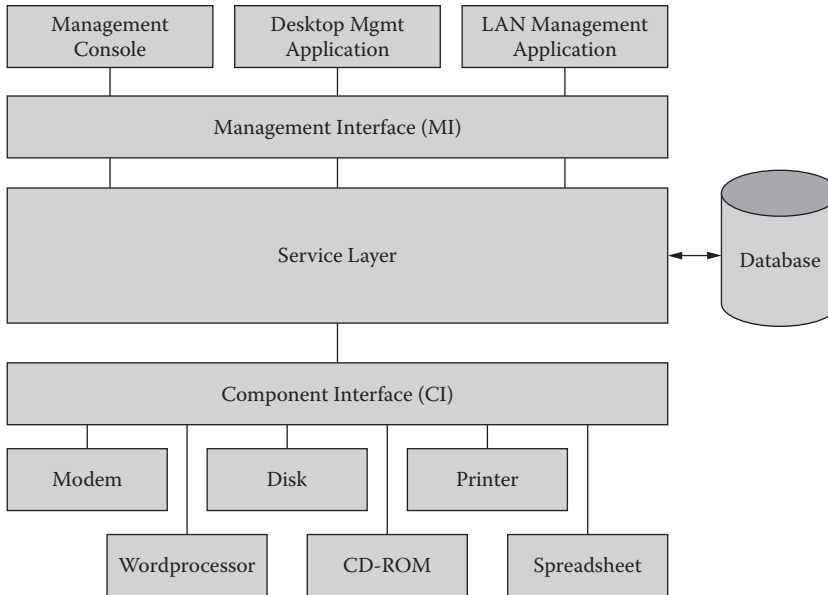 Management
Console
Desktop Mgmt
Application
LAN Management
Application
Management Interface (MI)
Service Layer
Database
Component Interface (CI)
Modem
Disk
Printer
Wordprocessor
CD-ROM
Spreadsheet